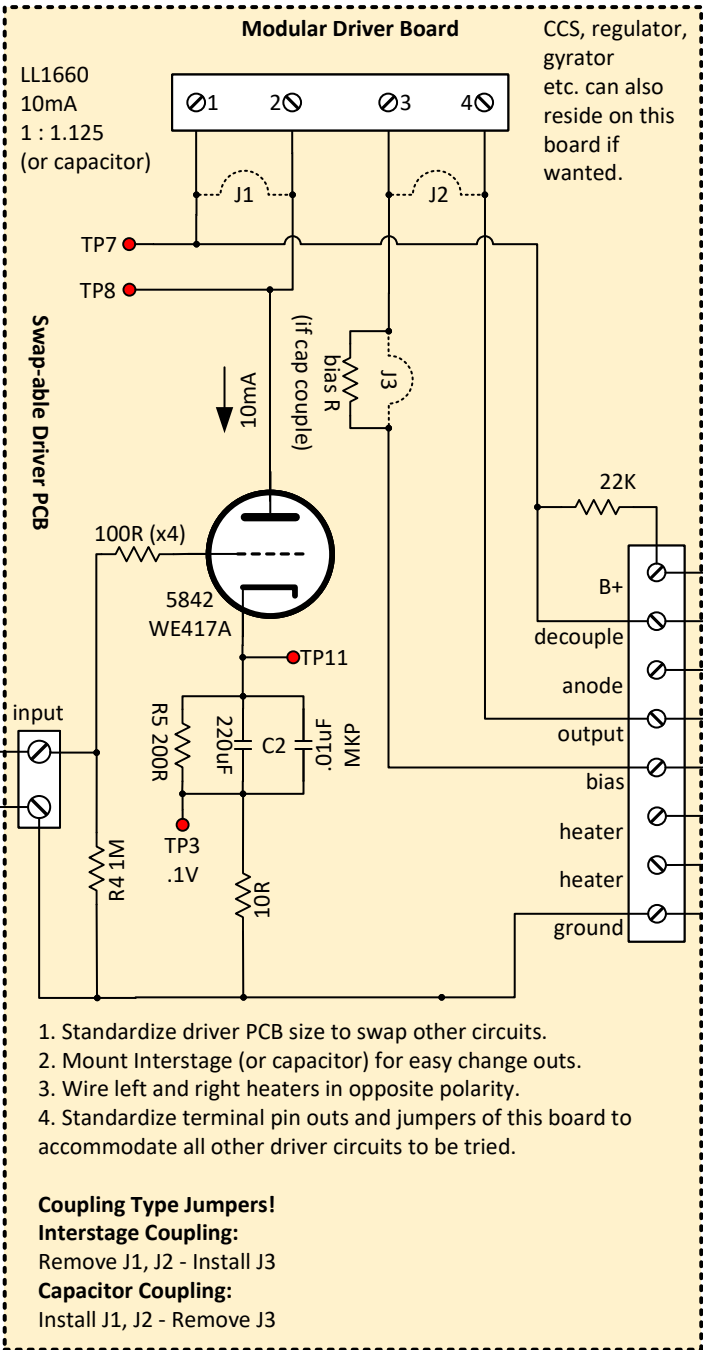 Modular Driver Board
CCS, regulator,
gyrator
etc. can also
reside on this
board if
wanted.
LL1660
10mA
1 : 1.125
(or capacitor)
1
2
3
4
J1
J2
TP7
TP8
Swap-able Driver PCB
10mA
(if cap couple)
bias R
J3
22K
100R (x4)
5842
WE417A
B+
decouple
anode
output
bias
heater
heater
ground
TP11
input
R5 200R
220uF
C2
.01uF
MKP
TP3
.1V
R4 1M
10R
1. Standardize driver PCB size to swap other circuits.
2. Mount Interstage (or capacitor) for easy change outs.
3. Wire left and right heaters in opposite polarity.
4. Standardize terminal pin outs and jumpers of this board to
accommodate all other driver circuits to be tried.
Coupling Type Jumpers!
Interstage Coupling:
Remove J1, J2 - Install J3
Capacitor Coupling:
Install J1, J2 - Remove J3